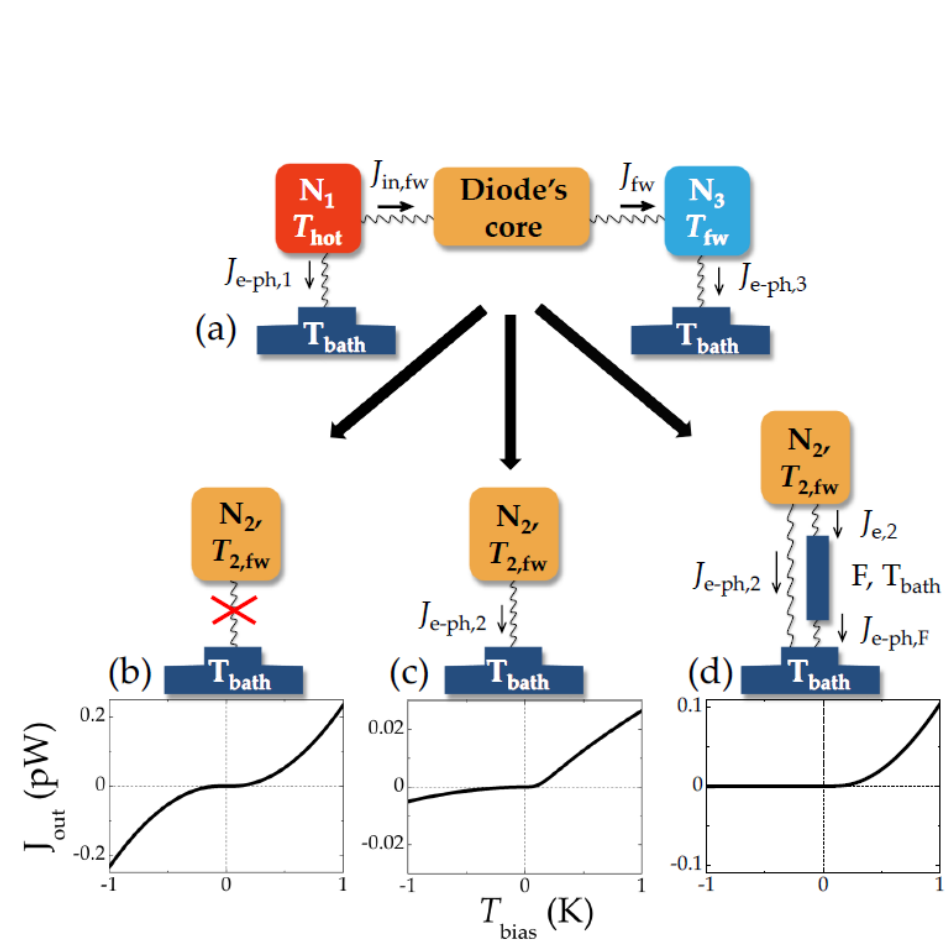 N1
Thot
Jin,fw
Diode's
core
Jfw
N3
Tfw
Je-ph,1
Je-ph,3
Tbath
Tbath
(a)
N2,
T2,fw
N2,
T2,fw
N2,
T2,fw
Je-ph,2
Je-ph,2
Je,2
F, Tbath
Je-ph,F
(b)
Tbath
(c)
Tbath
(d)
Tbath
Jout (pW)
0.2
0
-0.2
-1
0
1
0.02
0
-0.02
-1
0
1
0.1
0
-0.1
-1
0
1
Tbias (K)